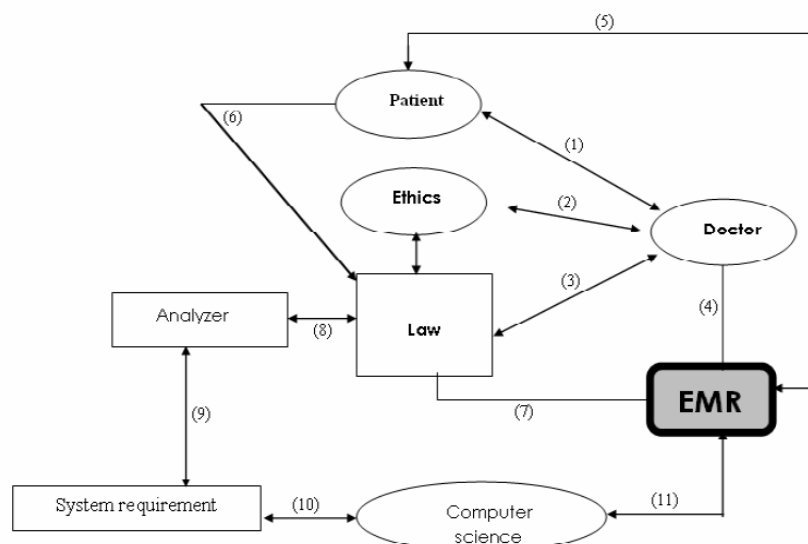 (5)
Patient
(6)
(1)
Ethics
(2)
Doctor
(3)
(4)
Analyzer
(8)
Law
EMR
(7)
(9)
System requirement
(10)
Computer
science
(11)